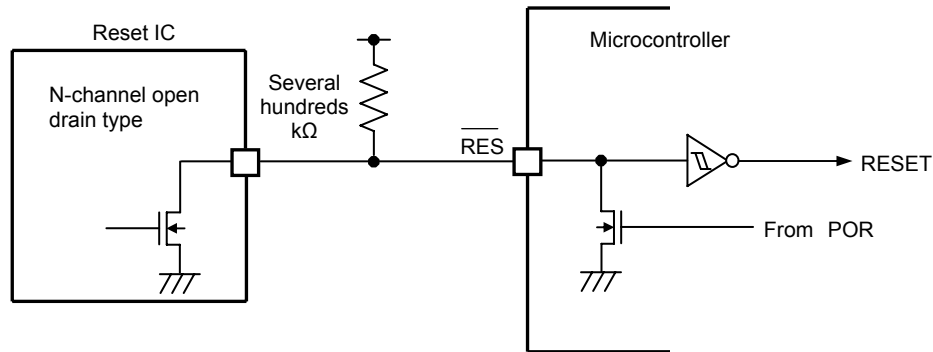 Reset IC
N-channel open
drain type
Several
hundreds
kΩ
RES
Microcontroller
RESET
From POR